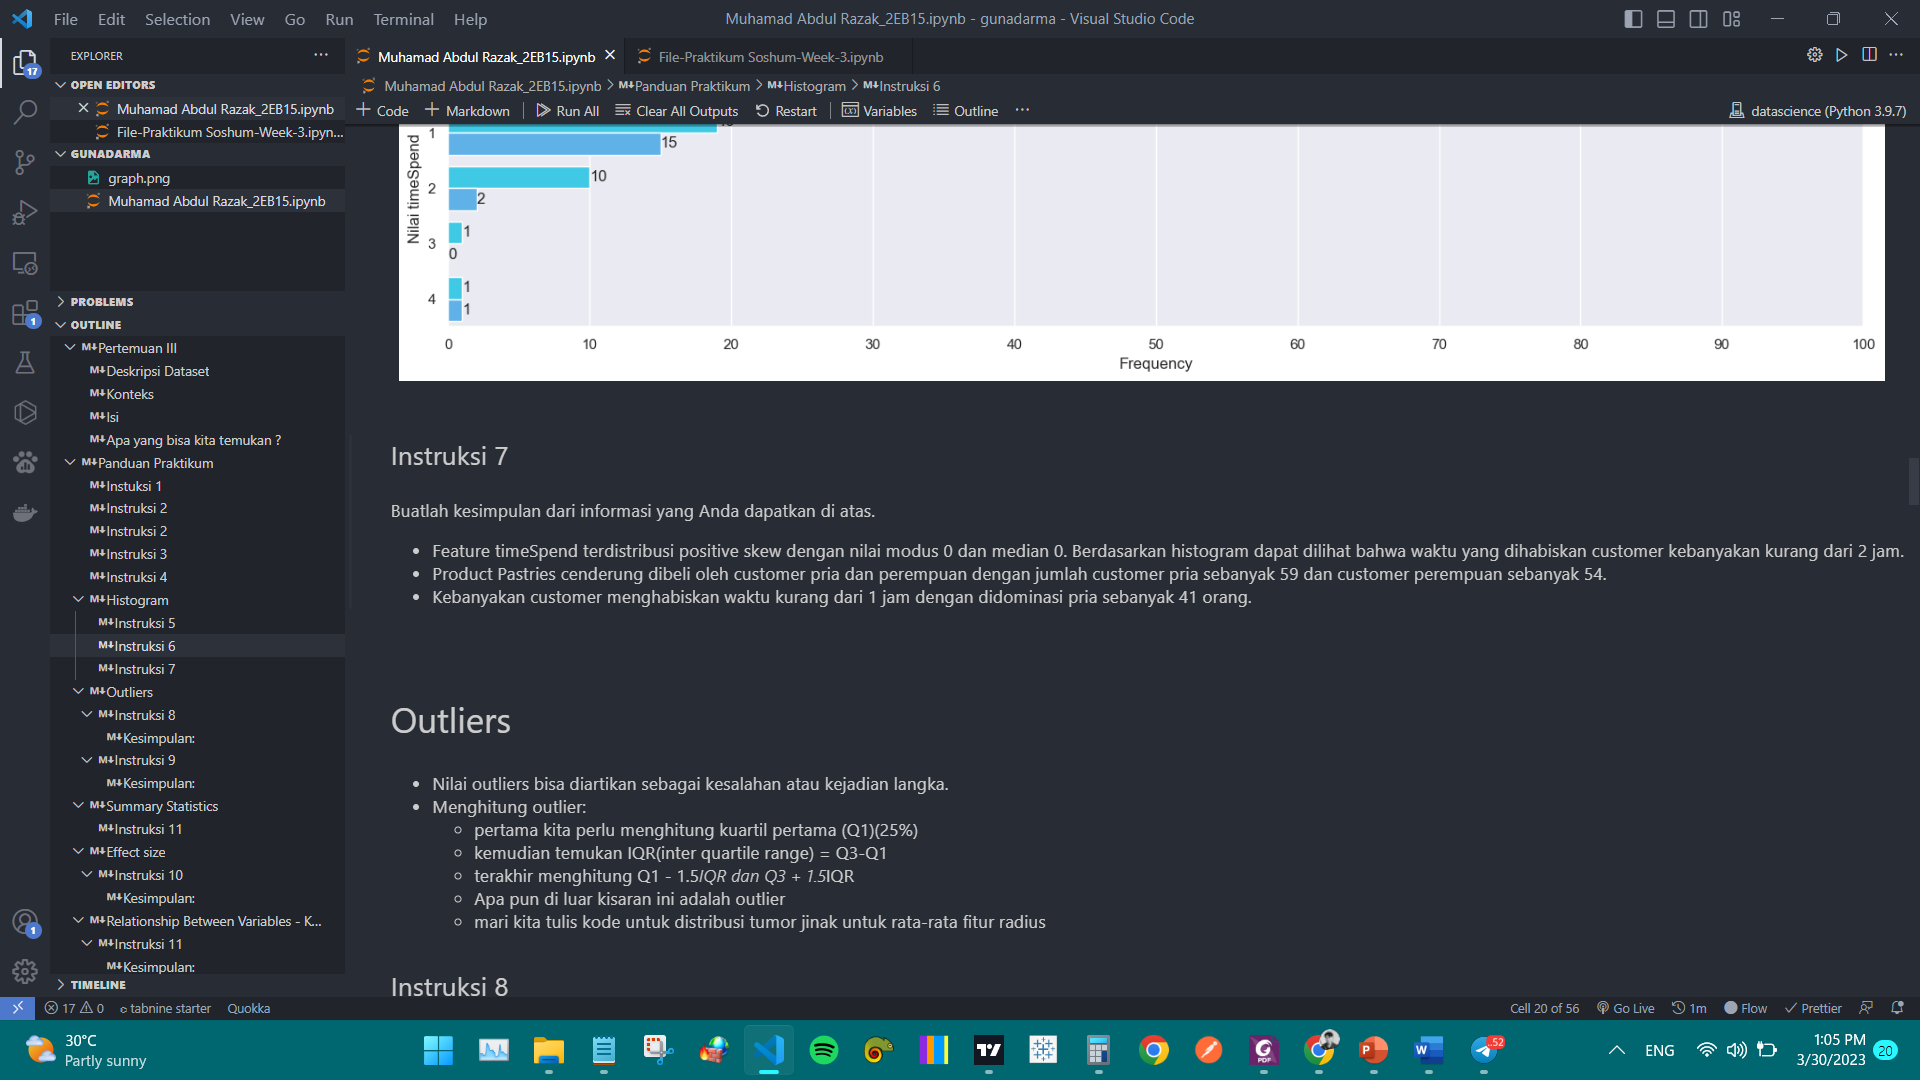 File Edit Selection View Go Run Terminal Help
Muhamad Abdul Razak_2EB15.ipynb - gunadarma - Visual Studio Code
EXPLORER
OPEN EDITORS
Muhamad Abdul Razak_2EB15.ipynb
File-Praktikum Soshum-Week-3.ipyn...
GUNADARMA
graph.png
Muhamad Abdul Razak_2EB15.ipynb
PROBLEMS
OUTLINE
Pertemuan III
Deskripsi Dataset
Konteks
Isi
Apa yang bisa kita temukan ?
Panduan Praktikum
Instuksi 1
Instruksi 2
Instruksi 2
Instruksi 3
Instruksi 4
Histogram
Instruksi 5
Instruksi 6
Instruksi 7
Outliers
Instruksi 8
Kesimpulan:
Instruksi 9
Kesimpulan:
Summary Statistics
Instruksi 11
Effect size
Instruksi 10
Kesimpulan:
Relationship Between Variables - K...
Instruksi 11
Kesimpulan:
TIMELINE
Muhamad Abdul Razak_2EB15.ipynb
File-Praktikum Soshum-Week-3.ipynb
Muhamad Abdul Razak_2EB15.ipynb > Panduan Praktikum > Histogram > Instruksi 6
+ Code + Markdown Run All Clear All Outputs Restart Variables Outline ...
datascience (Python 3.9.7)
Nilai timeSpend
1
15
2
10
2
3
1
0
4
1
1
0 10 20 30 40 50 60 70 80 90 100
Frequency
Instruksi 7
Buatlah kesimpulan dari informasi yang Anda dapatkan di atas.
• Feature timeSpend terdistribusi positive skew dengan nilai modus 0 dan median 0. Berdasarkan histogram dapat dilihat bahwa waktu yang dihabiskan customer kebanyakan kurang dari 2 jam.
• Product Pastries cenderung dibeli oleh customer pria dan perempuan dengan jumlah customer pria sebanyak 59 dan customer perempuan sebanyak 54.
• Kebanyakan customer menghabiskan waktu kurang dari 1 jam dengan didominasi pria sebanyak 41 orang.
Outliers
• Nilai outliers bisa diartikan sebagai kesalahan atau kejadian langka.
• Menghitung outlier:
◦ pertama kita perlu menghitung kuartil pertama (Q1)(25%)
◦ kemudian temukan IQR(inter quartile range) = Q3-Q1
◦ terakhir menghitung Q1 - 1.5IQR dan Q3 + 1.5IQR
◦ Apa pun di luar kisaran ini adalah outlier
◦ mari kita tulis kode untuk distribusi tumor jinak untuk rata-rata fitur radius
Instruksi 8
17 0 tabnine starter Quokka
Cell 20 of 56 Go Live 1m Flow Prettier
30°C
Partly sunny
ENG
1:05 PM
3/30/2023
20
17
1
1
52